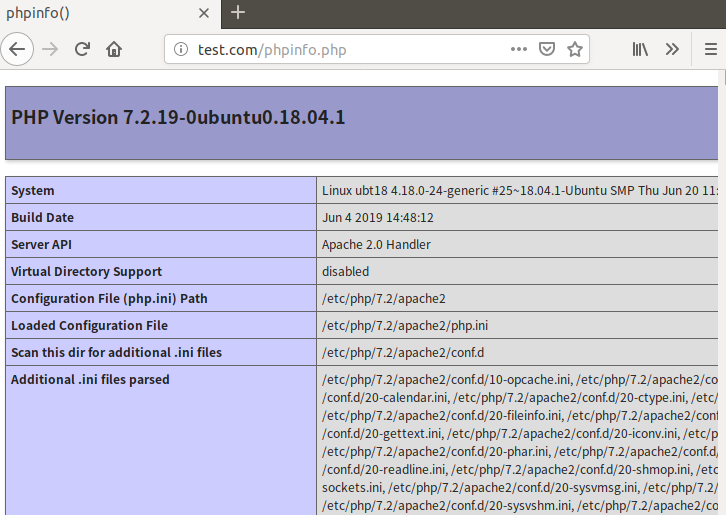 phpinfo()
test.com/phpinfo.php
PHP Version 7.2.19-0ubuntu0.18.04.1
System Linux ubt18 4.18.0-24-generic #25~18.04.1-Ubuntu SMP Thu Jun 20 11:
Build Date Jun 4 2019 14:48:12
Server API Apache 2.0 Handler
Virtual Directory Support disabled
Configuration File (php.ini) Path /etc/php/7.2/apache2
Loaded Configuration File /etc/php/7.2/apache2/php.ini
Scan this dir for additional .ini files /etc/php/7.2/apache2/conf.d
Additional .ini files parsed /etc/php/7.2/apache2/conf.d/10-opcache.ini, /etc/php/7.2/apache2/co
/conf.d/20-calendar.ini, /etc/php/7.2/apache2/conf.d/20-ctype.ini, /etc/
/etc/php/7.2/apache2/conf.d/20-fileinfo.ini, /etc/php/7.2/apache2/conf
/conf.d/20-gettext.ini, /etc/php/7.2/apache2/conf.d/20-iconv.ini, /etc/p
/etc/php/7.2/apache2/conf.d/20-phar.ini, /etc/php/7.2/apache2/conf.d/
/conf.d/20-readline.ini, /etc/php/7.2/apache2/conf.d/20-shmop.ini, /etc
sockets.ini, /etc/php/7.2/apache2/conf.d/20-sysvmsg.ini, /etc/php/7.2/
/etc/php/7.2/apache2/conf.d/20-sysvshm.ini, /etc/php/7.2/apache2/con